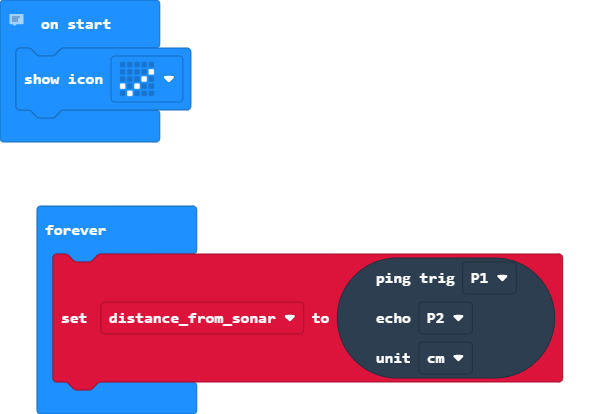 on start
show icon
forever
ping trig P1
set distance_from_sonar to echo P2
unit cm